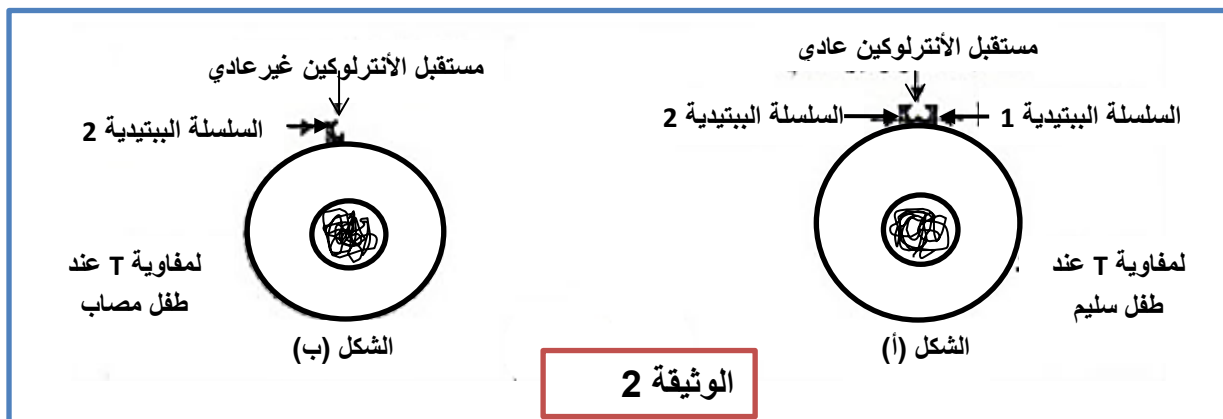 مستقبل الأنترلوكين عادي
السلسلة الببتيدية 1
السلسلة الببتيدية 2
لمفاوية T عند
طفل سليم
الشكل (أ)
مستقبل الأنترلوكين غيرعادي
السلسلة الببتيدية 2
لمفاوية T عند
طفل مصاب
الشكل (ب)
الوثيقة 2